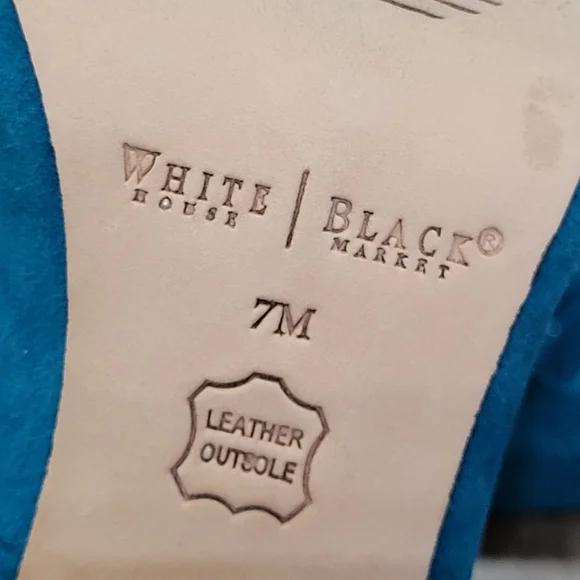 WHITE | BLACK®
HOUSE MARKET
7M
LEATHER
OUTSOLE